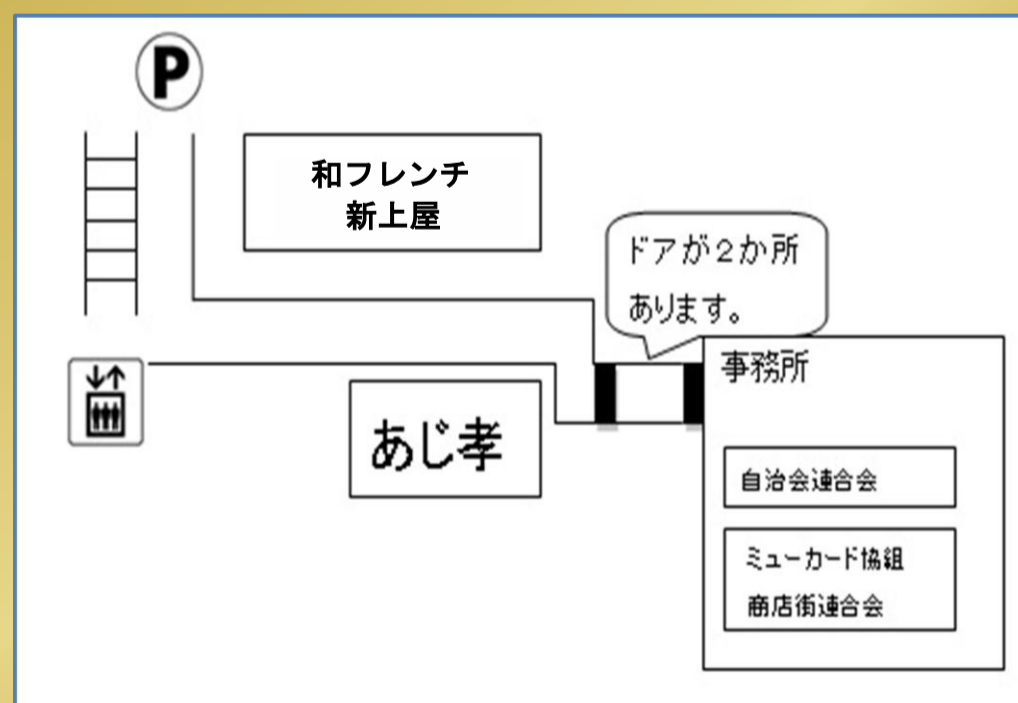 P
和フレンチ
新上屋
ドアが２か所
あります。
事務所
あじ孝
自治会連合会
ミューカード協組
商店街連合会